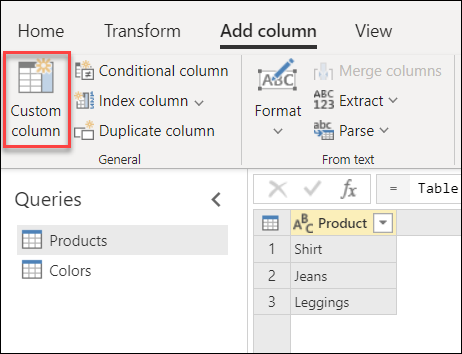 Home Transform Add column View
Custom
column
Conditional column
Index column
Duplicate column
General
ABC
Format
Merge columns
ABC
123 Extract
abc Parse
From text
Queries
Products
Colors
fx = Table
ABC Product
1 Shirt
2 Jeans
3 Leggings